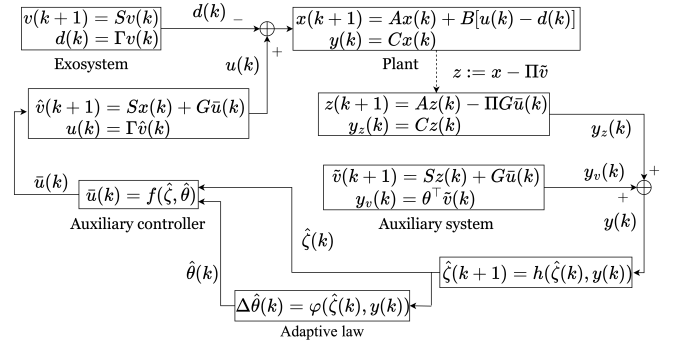 v(k+1) = Sv(k)
d(k) = Γv(k)
Exosystem
d(k)
−
+
u(k)
x(k+1) = Ax(k) + B[u(k) − d(k)]
y(k) = Cx(k)
Plant
z := x − Πṽ
v̂(k+1) = Sx(k) + Gū(k)
u(k) = Γv̂(k)
z(k+1) = Az(k) − ΠGū(k)
y_z(k) = Cz(k)
y_z(k)
ū(k)
ū(k) = f(ζ̂, θ̂)
Auxiliary controller
ṽ(k+1) = Sz(k) + Gū(k)
y_v(k) = θ^⊤ṽ(k)
Auxiliary system
y_v(k)
+
+
y(k)
ζ̂(k)
θ̂(k)
ζ̂(k+1) = h(ζ̂(k), y(k))
Δθ̂(k) = φ(ζ̂(k), y(k))
Adaptive law